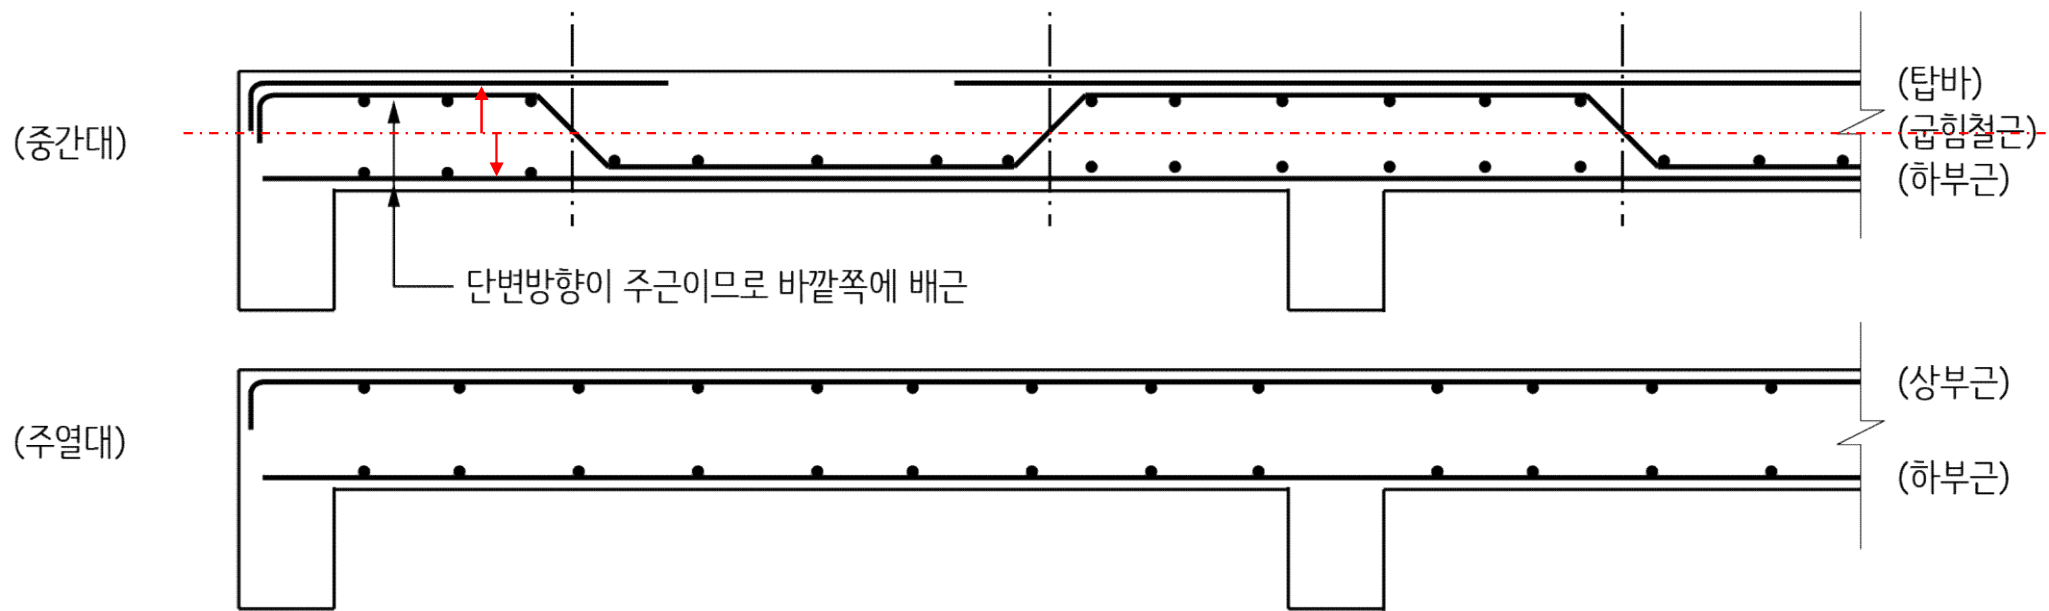 (탑바)
(중간대)
(굽힘철근)
(하부근)
단변방향이 주근이므로 바깥쪽에 배근
(상부근)
(주열대)
(하부근)